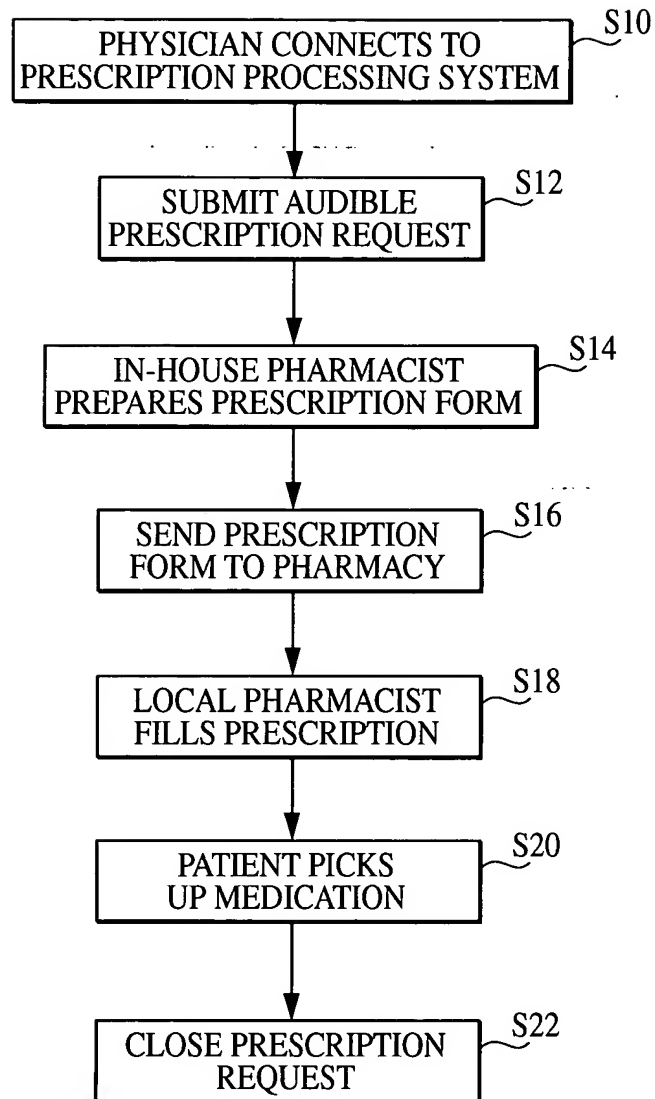 S10
PHYSICIAN CONNECTS TO
PRESCRIPTION PROCESSING SYSTEM
S12
SUBMIT AUDIBLE
PRESCRIPTION REQUEST
S14
IN-HOUSE PHARMACIST
PREPARES PRESCRIPTION FORM
S16
SEND PRESCRIPTION
FORM TO PHARMACY
S18
LOCAL PHARMACIST
FILLS PRESCRIPTION
S20
PATIENT PICKS
UP MEDICATION
S22
CLOSE PRESCRIPTION
REQUEST